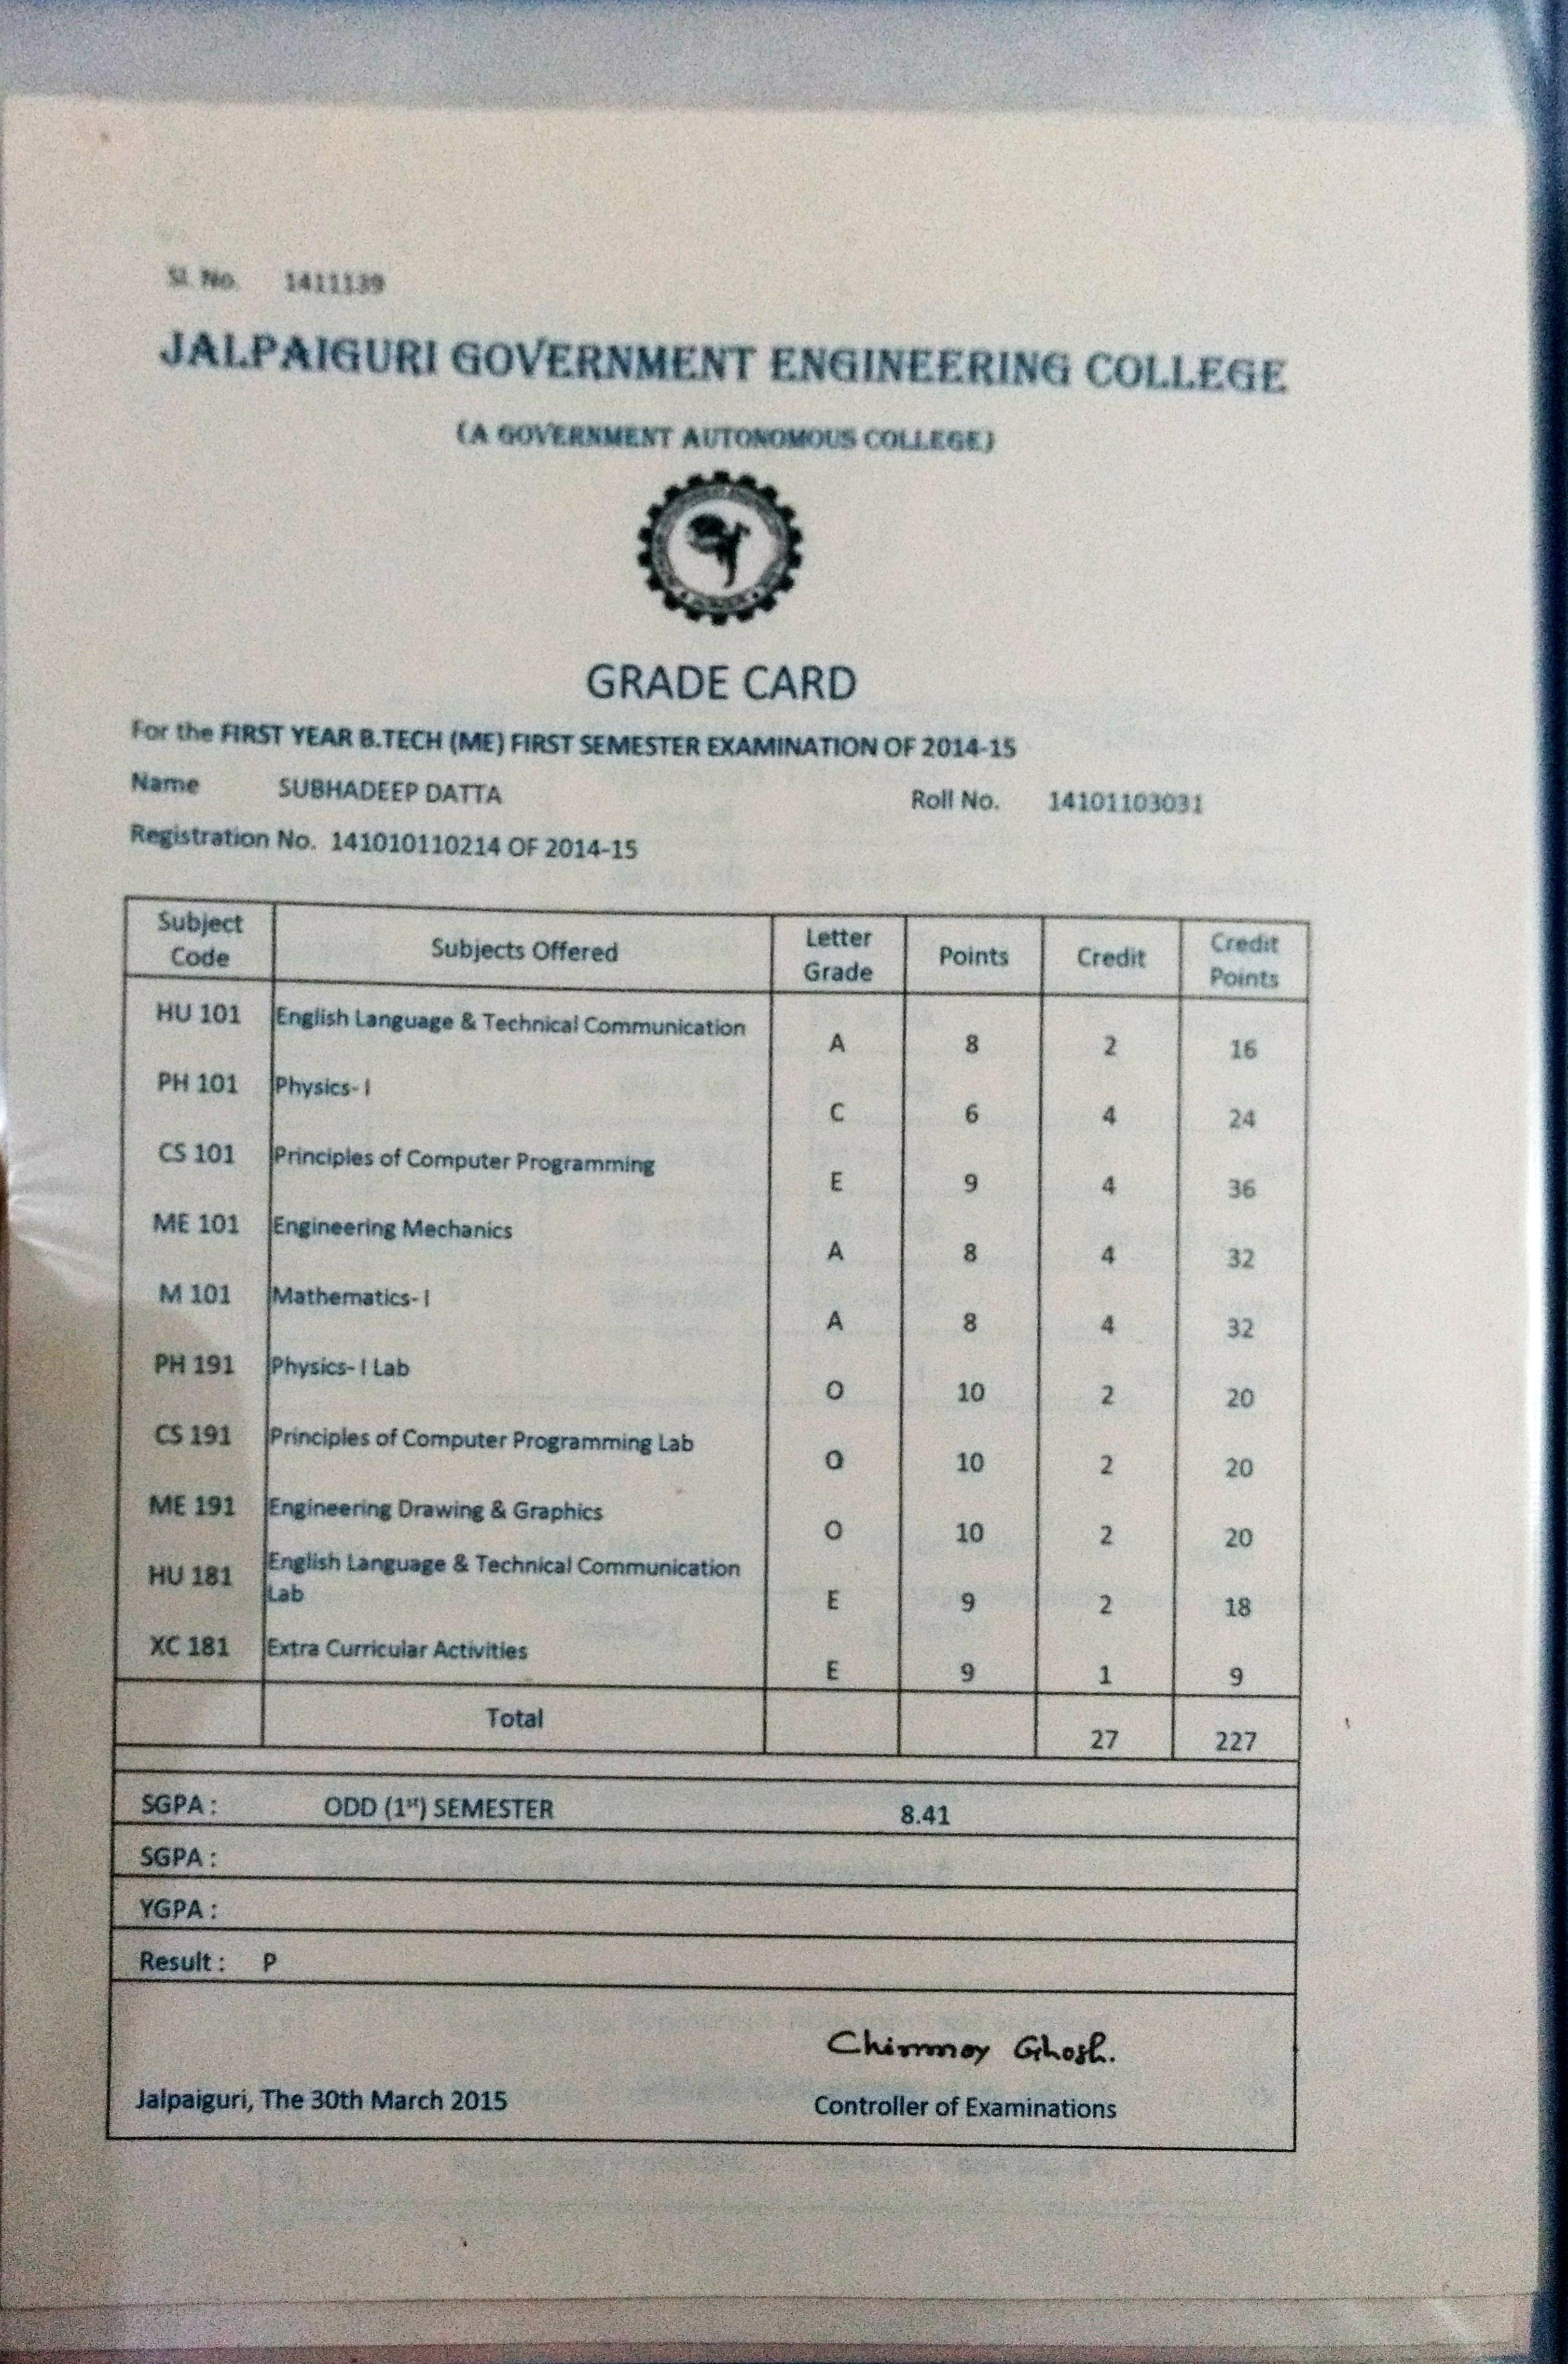 Sl. No. 1411139
JALPAIGURI GOVERNMENT ENGINEERING COLLEGE
(A GOVERNMENT AUTONOMOUS COLLEGE)
GRADE CARD
For the FIRST YEAR B.TECH (ME) FIRST SEMESTER EXAMINATION OF 2014-15
Name SUBHADEEP DATTA Roll No. 14101103031
Registration No. 141010110214 OF 2014-15
Subject Code Subjects Offered Letter Grade Points Credit Credit Points
HU 101 English Language & Technical Communication A 8 2 16
PH 101 Physics- I C 6 4 24
CS 101 Principles of Computer Programming E 9 4 36
ME 101 Engineering Mechanics A 8 4 32
M 101 Mathematics- I A 8 4 32
PH 191 Physics- I Lab O 10 2 20
CS 191 Principles of Computer Programming Lab O 10 2 20
ME 191 Engineering Drawing & Graphics O 10 2 20
HU 181 English Language & Technical Communication Lab E 9 2 18
XC 181 Extra Curricular Activities E 9 1 9
Total 27 227
SGPA : ODD (1st) SEMESTER 8.41
SGPA :
YGPA :
Result : P
Chinmoy Ghosh.
Jalpaiguri, The 30th March 2015 Controller of Examinations